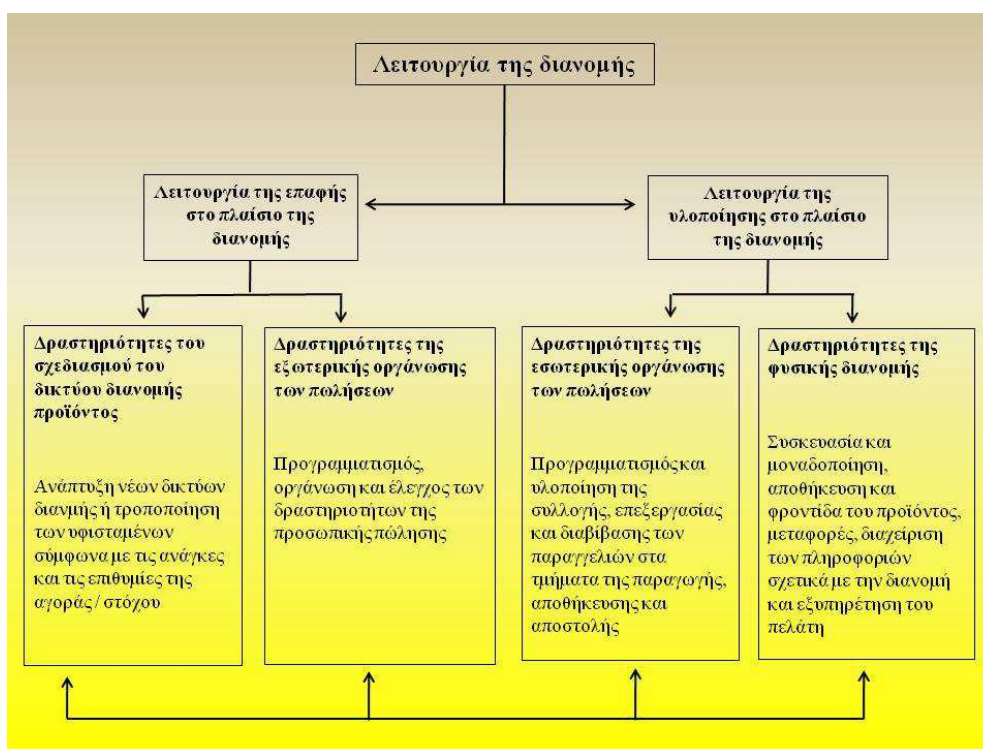 Λειτουργία της διανομής
Λειτουργία της επαφής
στο πλαίσιο της
διανομής
Λειτουργία της
υλοποίησης στο πλαίσιο
της διανομής
Δραστηριότητες του
σχεδιασμού του
δικτύου διανομής
προϊόντος
Ανάπτυξη νέων δικτύων
διανμής ή τροποποίηση
των υφισταμένων
σύμφωνα με τις ανάγκες
και τις επιθυμίες της
αγοράς / στόχου
Δραστηριότητες της
εξωτερικής οργάνωσης
των πωλήσεων
Προγραμματισμός,
οργάνωση και έλεγχος των
δραστηριοτήτων της
προσωπικής πώλησης
Δραστηριότητες της
εσωτερικής οργάνωσης
των πωλήσεων
Προγραμματισμός και
υλοποίηση της
συλλογής, επεξεργασίας
και διαβίβασης των
παραγγελιών στα
τμήματα της παραγωγής,
αποθήκευσης και
αποστολής
Δραστηριότητες της
φυσικής διανομής
Συσκευασία και
μοναδοποίηση,
αποθήκευση και
φροντίδα του προϊόντος,
μεταφορές, διαχείριση
των πληροφοριών
σχετικά με την διανομή
και εξυπηρέτηση του
πελάτη